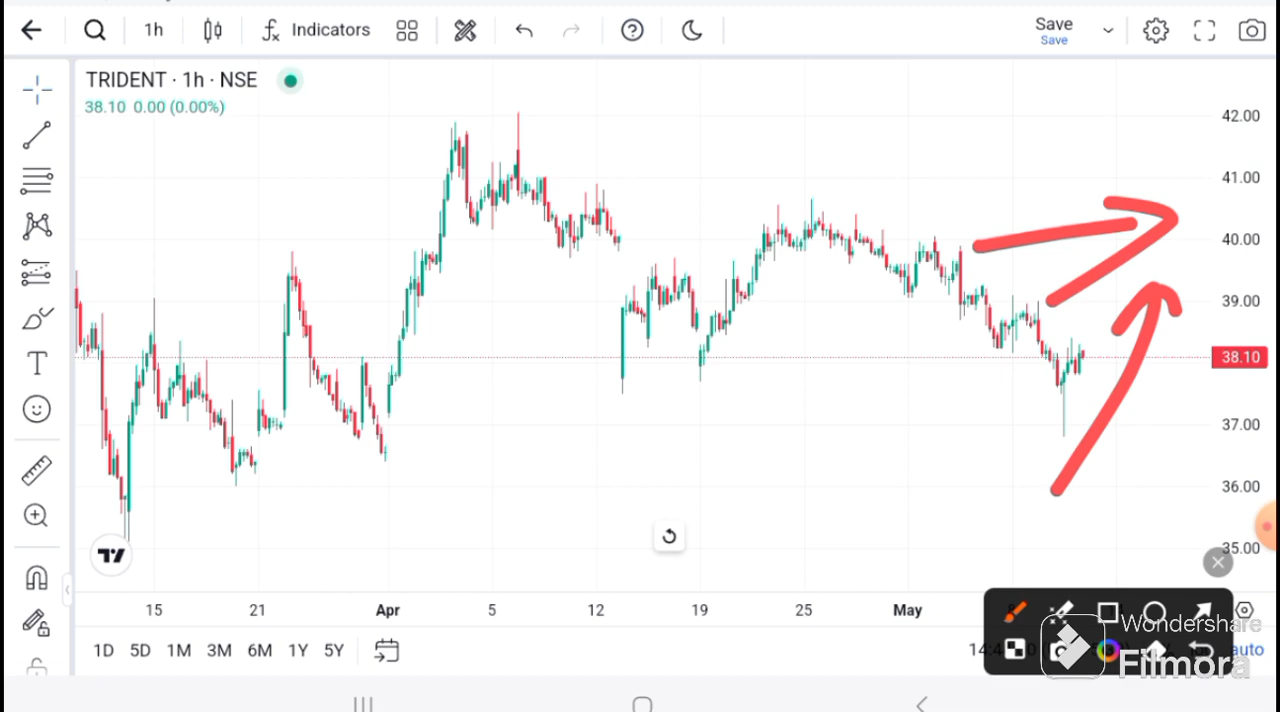 1h Indicators Save
Save
TRIDENT · 1h · NSE
38.10 0.00 (0.00%)
42.00
41.00
40.00
39.00
38.10
37.00
36.00
35.00
15 21 Apr 5 12 19 25 May
1D 5D 1M 3M 6M 1Y 5Y auto
Wondershare
Filmora